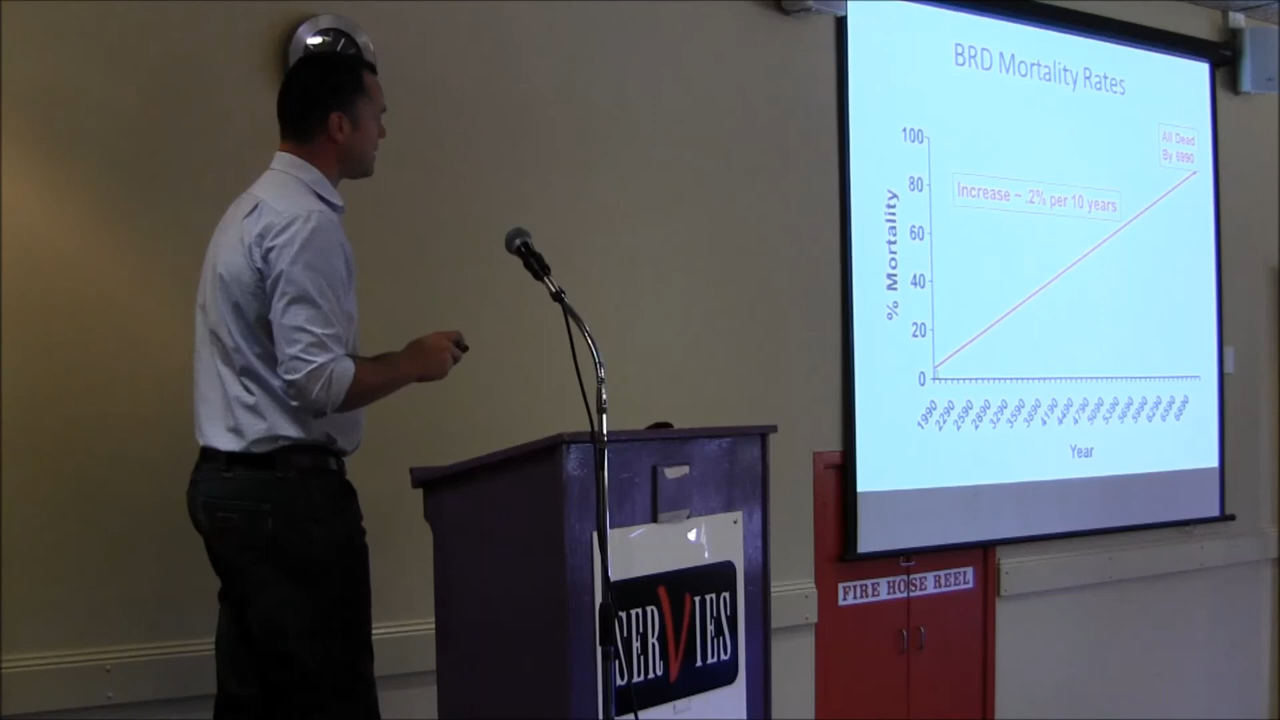 BRD Mortality Rates
All Dead
By 6990
Increase ~ .2% per 10 years
% Mortality
100
80
60
40
20
0
1990 2290 2590 2890 3290 3590 3890 4190 4490 4790 5090 5390 5690 5990 6290 6590 6890
Year
FIRE HOSE REEL
SERVIES